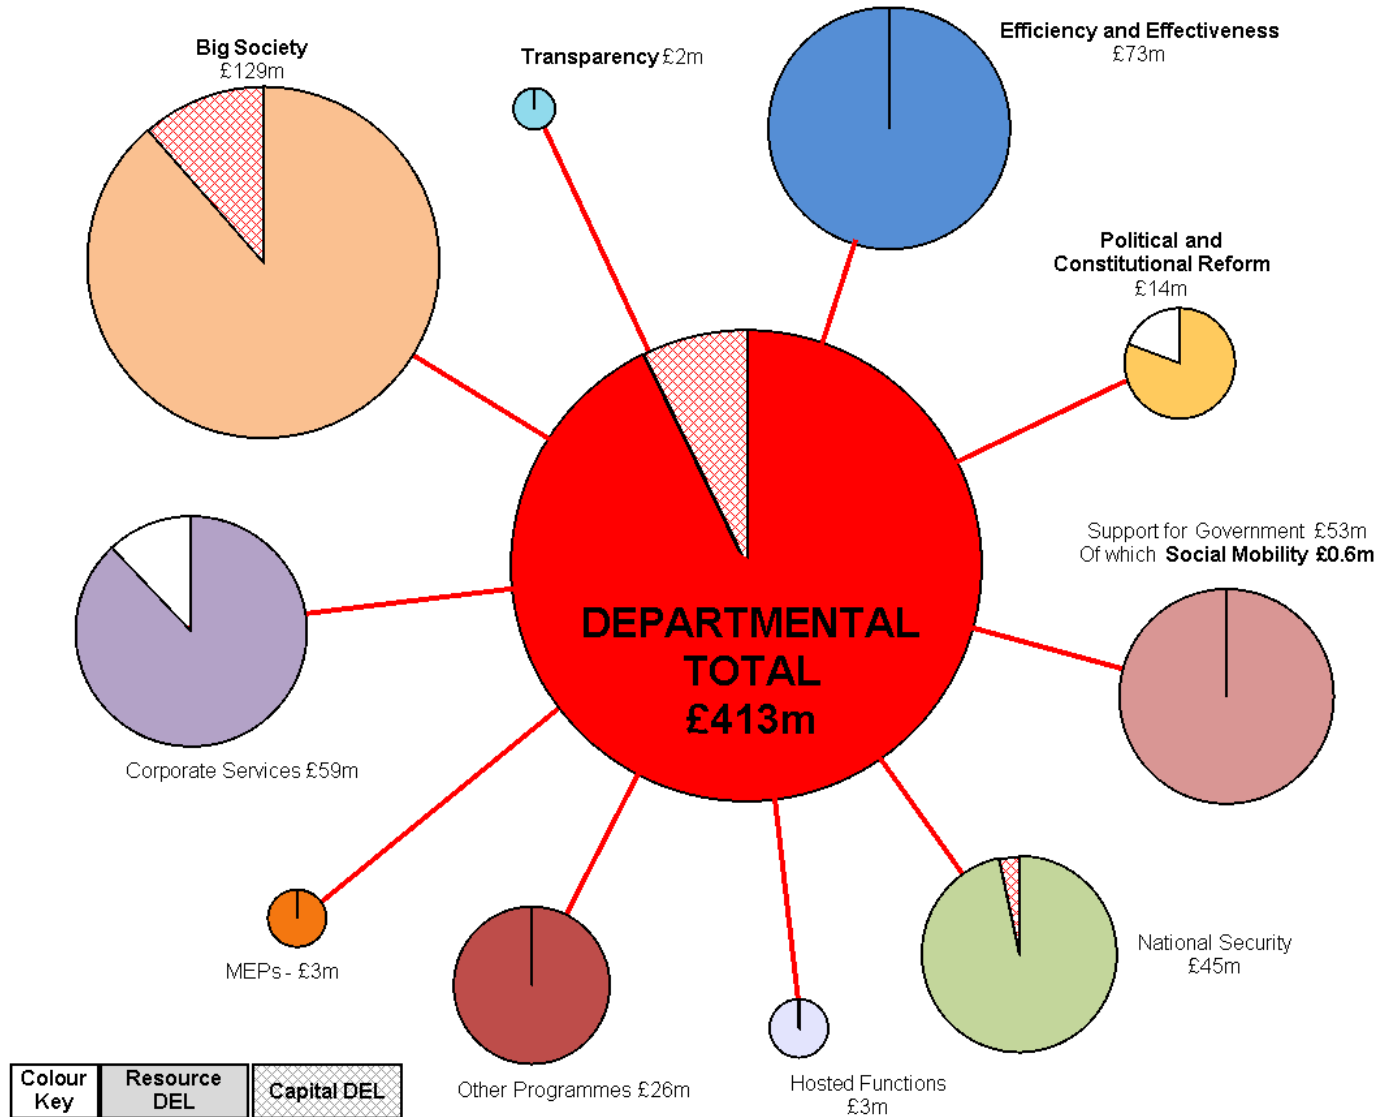 Big Society
£129m
Transparency £2m
Efficiency and Effectiveness
£73m
Political and
Constitutional Reform
£14m
Support for Government £53m
Of which Social Mobility £0.6m
DEPARTMENTAL
TOTAL
£413m
Corporate Services £59m
MEPs - £3m
National Security
£45m
Other Programmes £26m
Hosted Functions
£3m
Colour
Key
Resource
DEL
Capital DEL